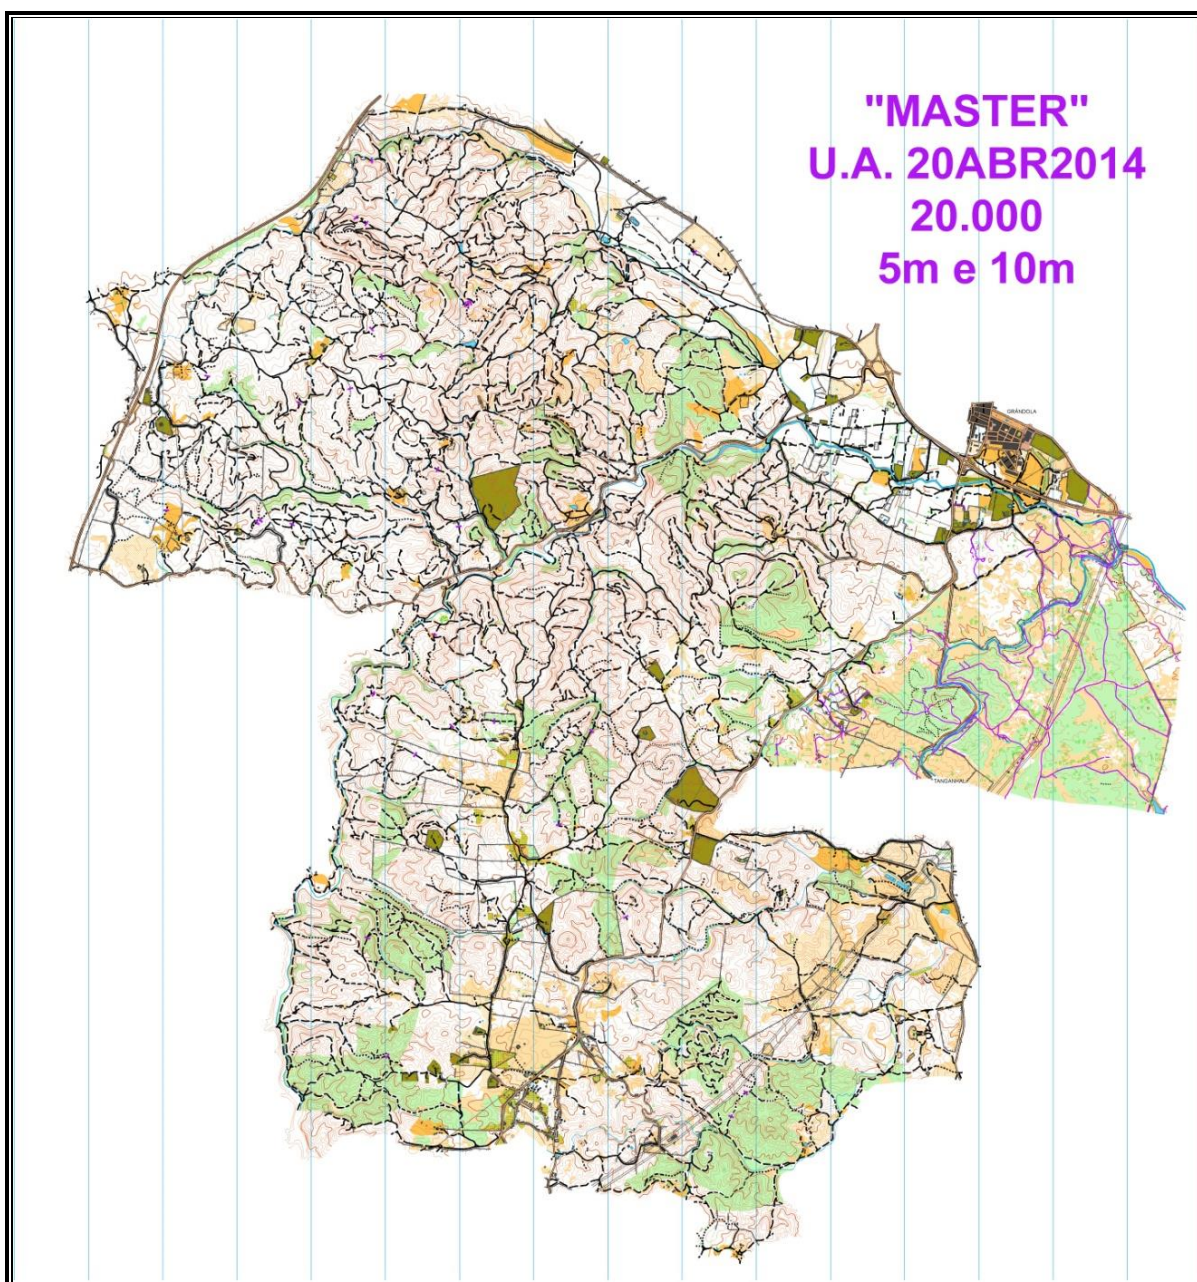 "MASTER"
U.A. 20ABR2014
20.000
5m e 10m
GRÂNDOLA
TANGANHAL